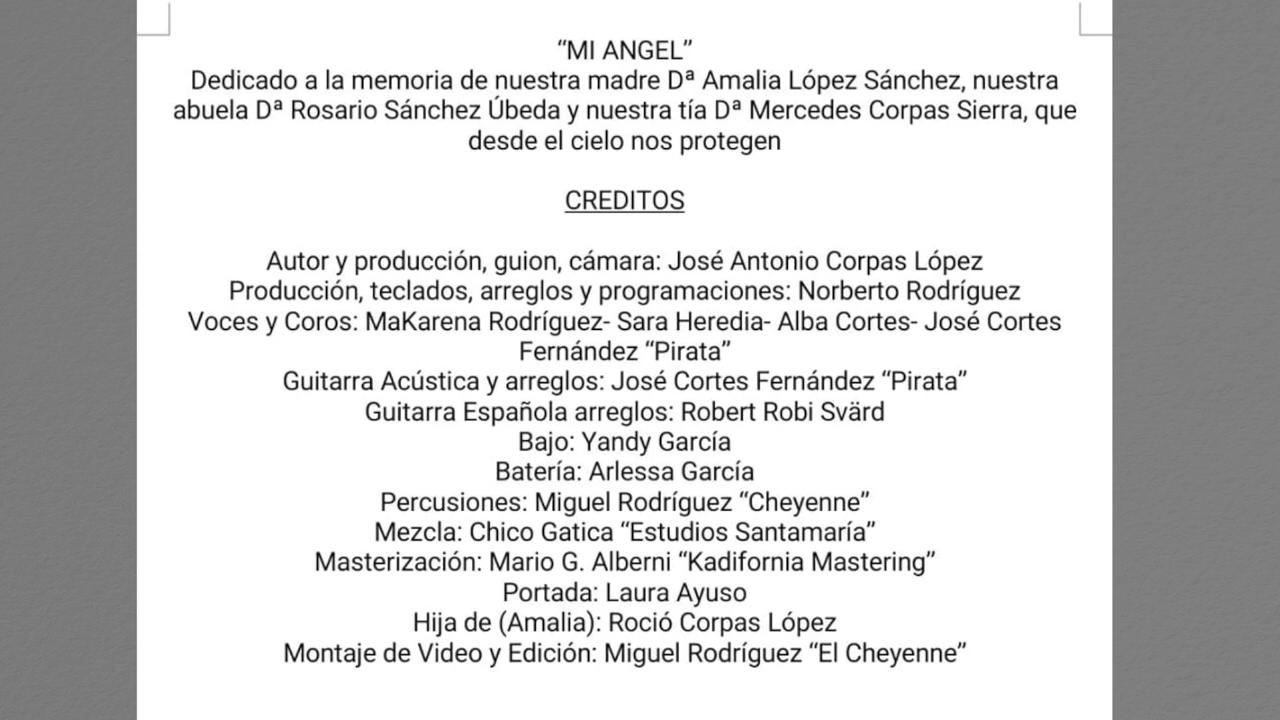 “MI ANGEL”
Dedicado a la memoria de nuestra madre Dª Amalia López Sánchez, nuestra
abuela Dª Rosario Sánchez Úbeda y nuestra tía Dª Mercedes Corpas Sierra, que
desde el cielo nos protegen
CREDITOS
Autor y producción, guion, cámara: José Antonio Corpas López
Producción, teclados, arreglos y programaciones: Norberto Rodríguez
Voces y Coros: MaKarena Rodríguez- Sara Heredia- Alba Cortes- José Cortes
Fernández “Pirata”
Guitarra Acústica y arreglos: José Cortes Fernández “Pirata”
Guitarra Española arreglos: Robert Robi Svärd
Bajo: Yandy García
Batería: Arlessa García
Percusiones: Miguel Rodríguez “Cheyenne”
Mezcla: Chico Gatica “Estudios Santamaría”
Masterización: Mario G. Alberni “Kadifornia Mastering”
Portada: Laura Ayuso
Hija de (Amalia): Roció Corpas López
Montaje de Video y Edición: Miguel Rodríguez “El Cheyenne”